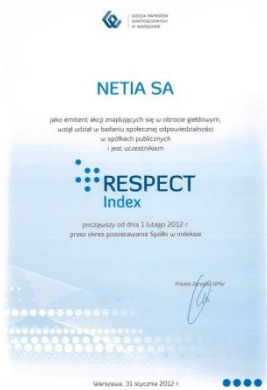 GIEŁDA PAPIERÓW
WARTOŚCIOWYCH
W WARSZAWIE
NETIA SA
jako emitent akcji znajdujących się w obrocie giełdowym,
wziął udział w badaniu społecznej odpowiedzialności
w spółkach publicznych
i jest uczestnikiem
RESPECT
Index
począwszy od dnia 1 lutego 2012 r.
przez okres pozostawania Spółki w indeksie
Prezes Zarządu GPW
Warszawa, 31 stycznia 2012 r.